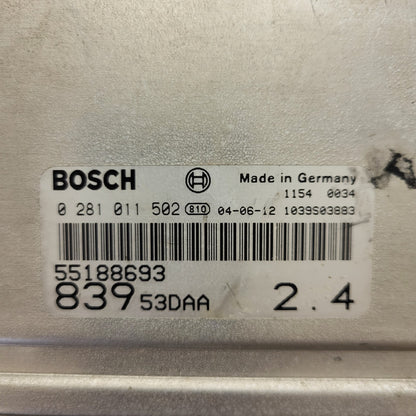 BOSCH Made in Germany
1154 0034
0 281 011 502 810 04-06-12 1039S03883
55188693
839 53DAA 2.4